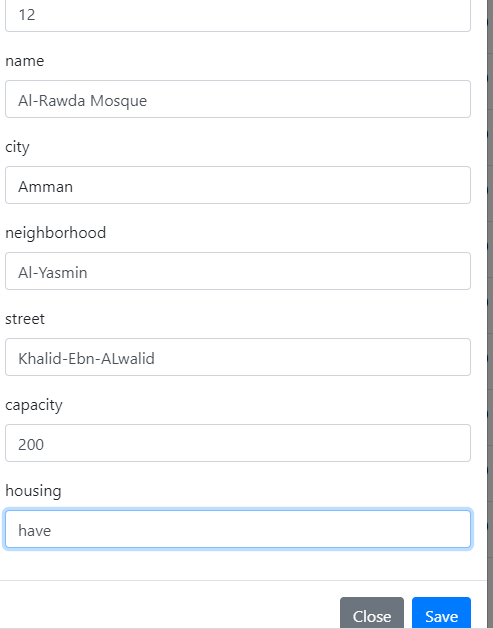 12
name
Al-Rawda Mosque
city
Amman
neighborhood
Al-Yasmin
street
Khalid-Ebn-ALwalid
capacity
200
housing
have
Close Save